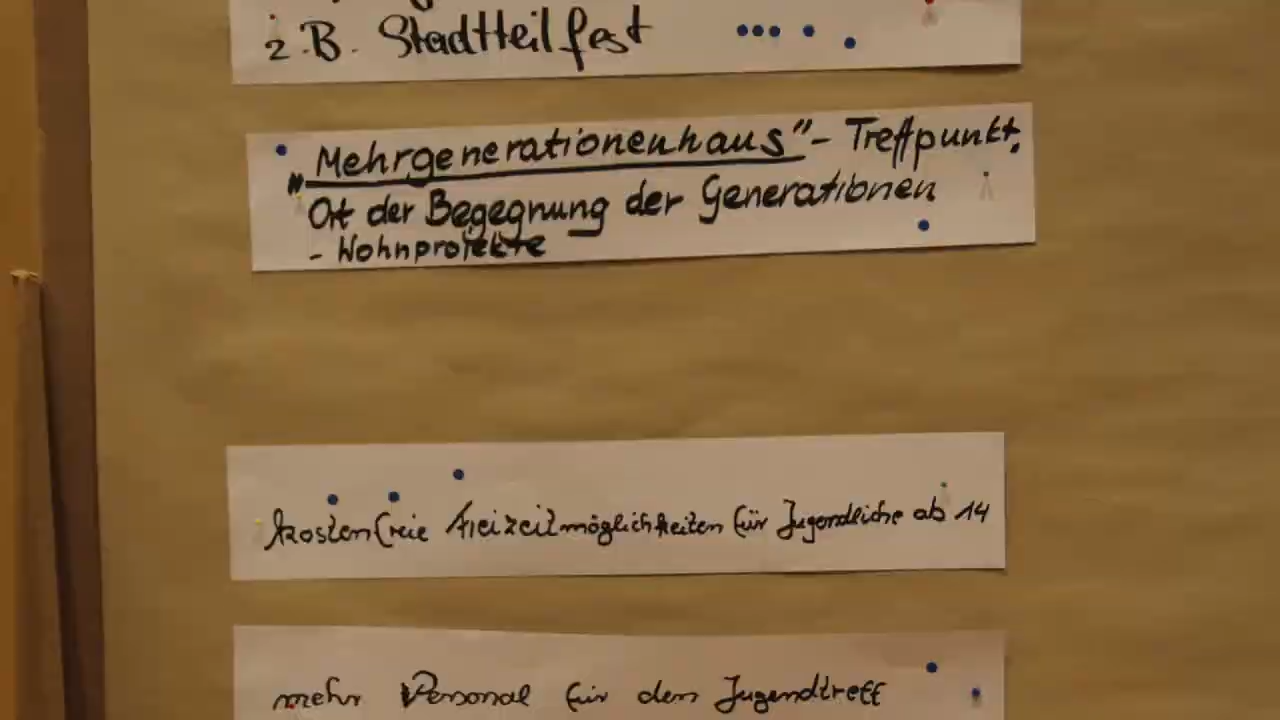 z.B. Stadtteilfest
„Mehrgenerationenhaus" - Treffpunkt,
Ort der Begegnung der Generationen
- Wohnprojekte
kostenfreie Freizeitmöglichkeiten für Jugendliche ab 14
mehr Personal für den Jugendtreff